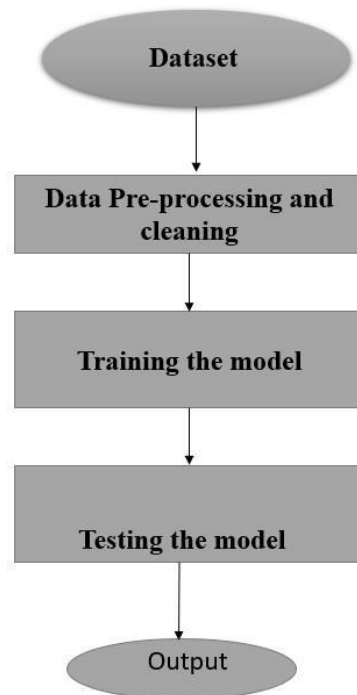 Dataset
Data Pre-processing and
cleaning
Training the model
Testing the model
Output